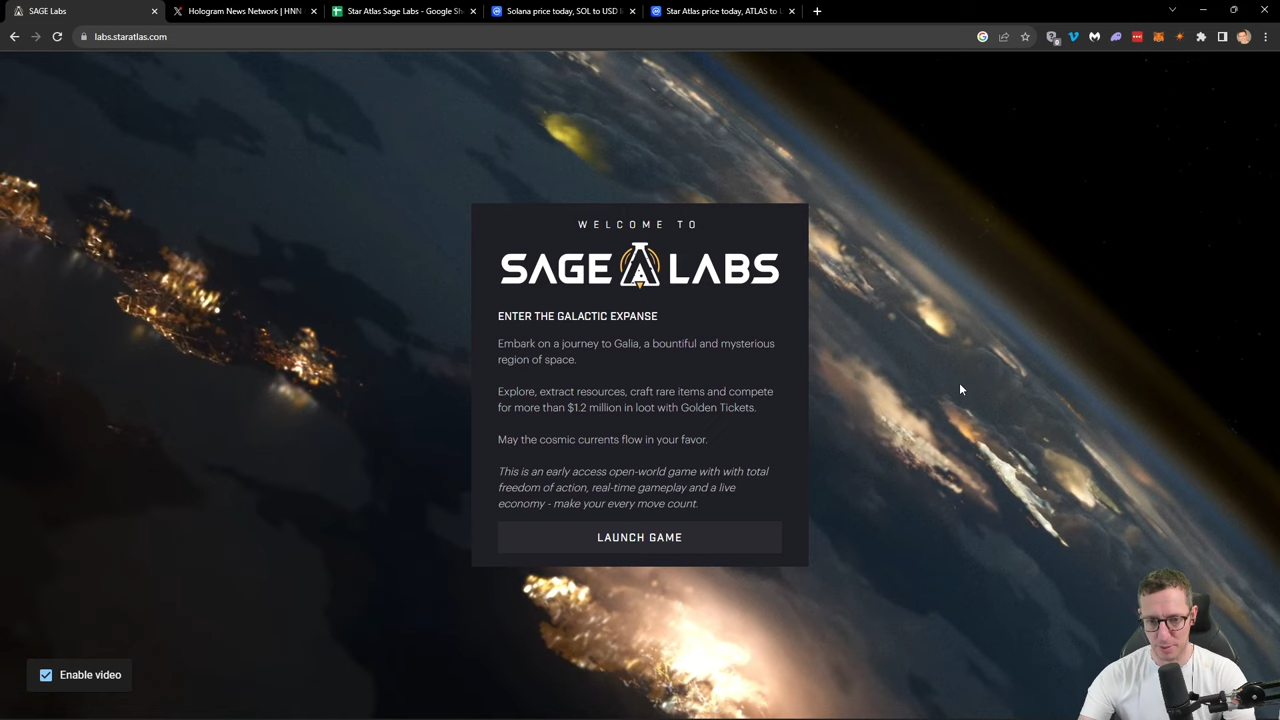 SAGE Labs
Hologram News Network | HNN
Star Atlas Sage Labs - Google Sh
Solana price today, SOL to USD l
Star Atlas price today, ATLAS to
labs.staratlas.com
WELCOME TO
SAGE LABS
ENTER THE GALACTIC EXPANSE
Embark on a journey to Galia, a bountiful and mysterious
region of space.
Explore, extract resources, craft rare items and compete
for more than $1.2 million in loot with Golden Tickets.
May the cosmic currents flow in your favor.
This is an early access open-world game with with total
freedom of action, real-time gameplay and a live
economy - make your every move count.
LAUNCH GAME
Enable video